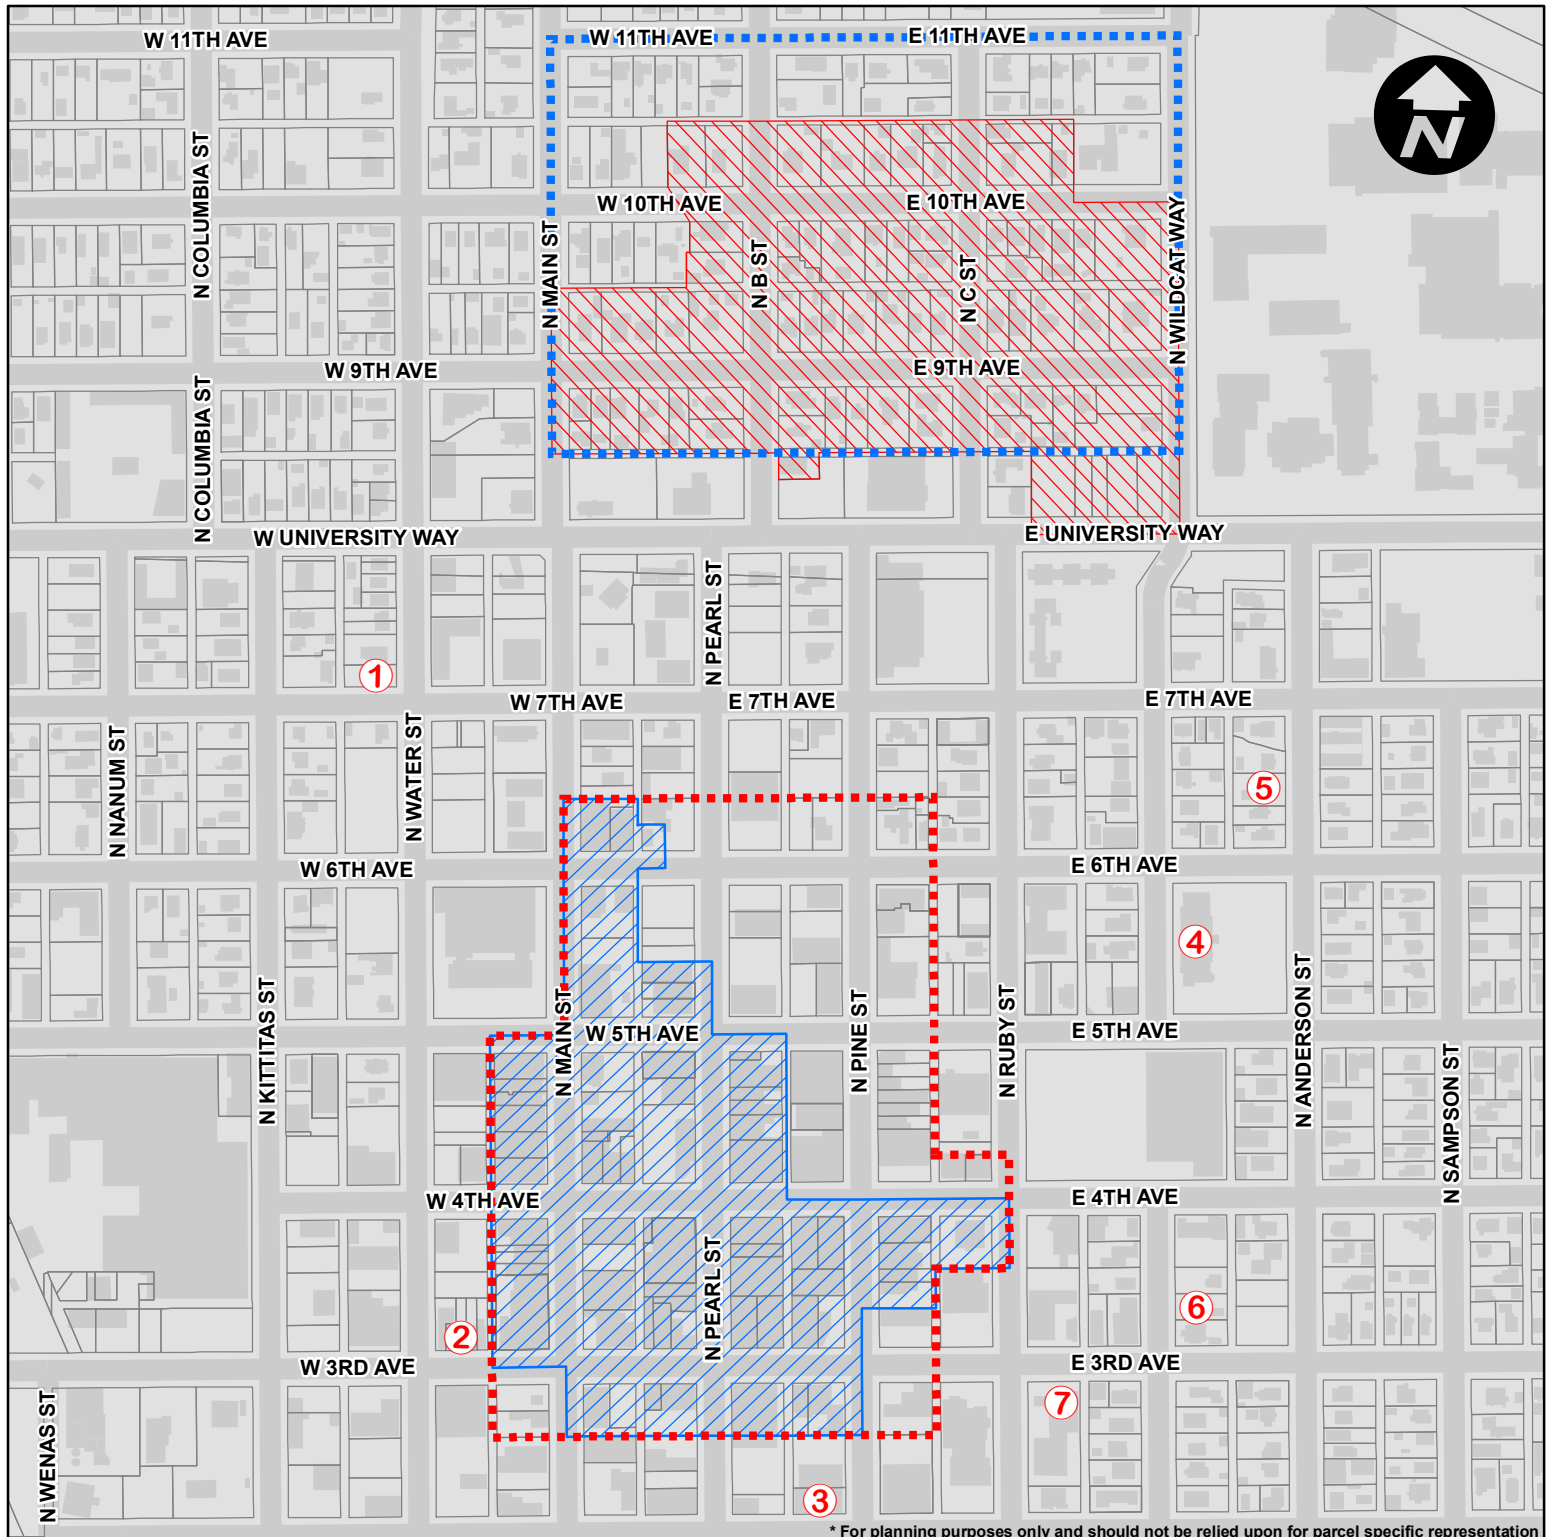 W 11TH AVE
W 11TH AVE
E 11TH AVE
N
N COLUMBIA ST
W 10TH AVE
E 10TH AVE
N MAIN ST
N B ST
N C ST
N WILDCAT WAY
W 9TH AVE
E 9TH AVE
N COLUMBIA ST
W UNIVERSITY WAY
E UNIVERSITY WAY
N PEARL ST
1
W 7TH AVE
E 7TH AVE
E 7TH AVE
N NANUM ST
N WATER ST
5
W 6TH AVE
E 6TH AVE
4
N KITTITAS ST
N MAIN ST
W 5TH AVE
N PINE ST
N RUBY ST
E 5TH AVE
N ANDERSON ST
N SAMPSON ST
W 4TH AVE
E 4TH AVE
N PEARL ST
6
2
W 3RD AVE
E 3RD AVE
N WENAS ST
7
3
* For planning purposes only and should not be relied upon for parcel specific representation